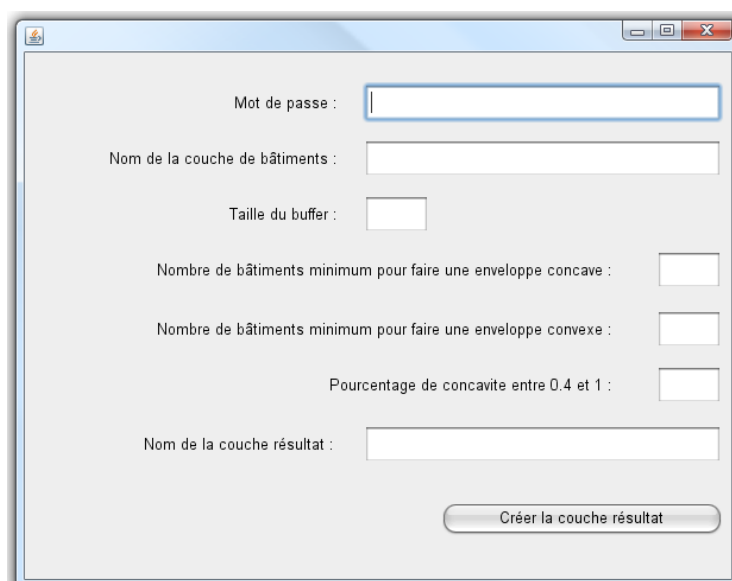 Mot de passe :
Nom de la couche de bâtiments :
Taille du buffer :
Nombre de bâtiments minimum pour faire une enveloppe concave :
Nombre de bâtiments minimum pour faire une enveloppe convexe :
Pourcentage de concavite entre 0.4 et 1 :
Nom de la couche résultat :
Créer la couche résultat